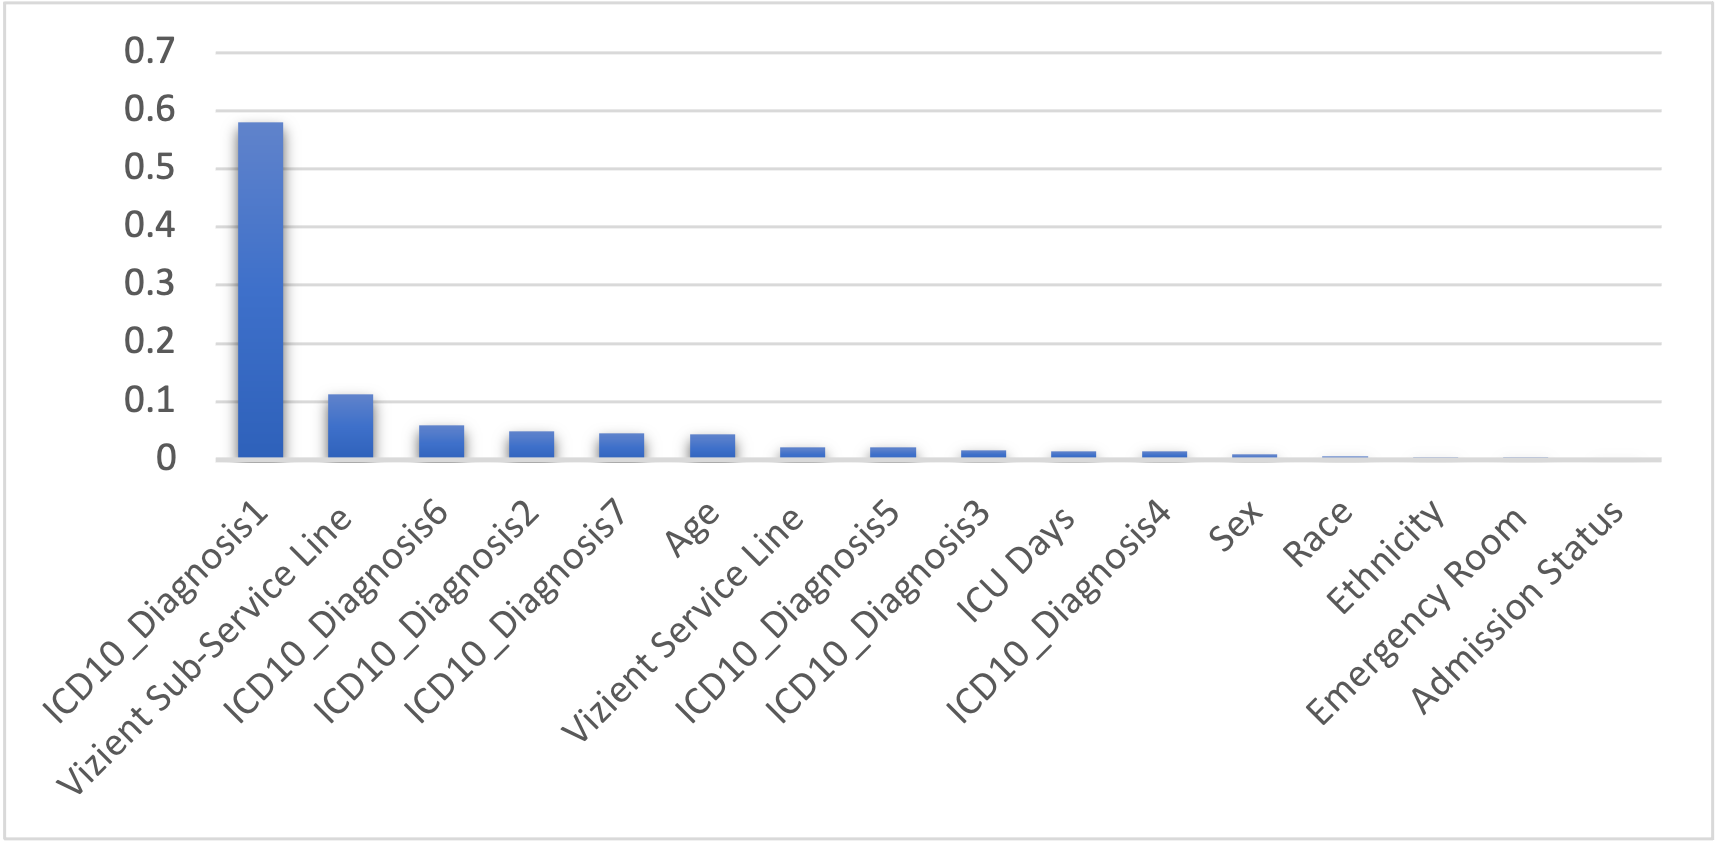 0.7
0.6
0.5
0.4
0.3
0.2
0.1
0
ICD10_Diagnosis1
Vizient Sub-Service Line
ICD10_Diagnosis6
ICD10_Diagnosis2
ICD10_Diagnosis7
Age
Vizient Service Line
ICD10_Diagnosis5
ICD10_Diagnosis3
ICU Days
ICD10_Diagnosis4
Sex
Race
Ethnicity
Emergency Room
Admission Status